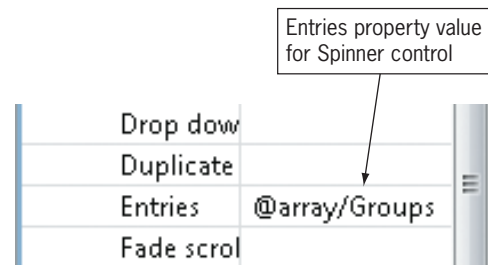 Entries property value
for Spinner control
Drop dow
Duplicate
Entries @array/Groups
Fade scrol